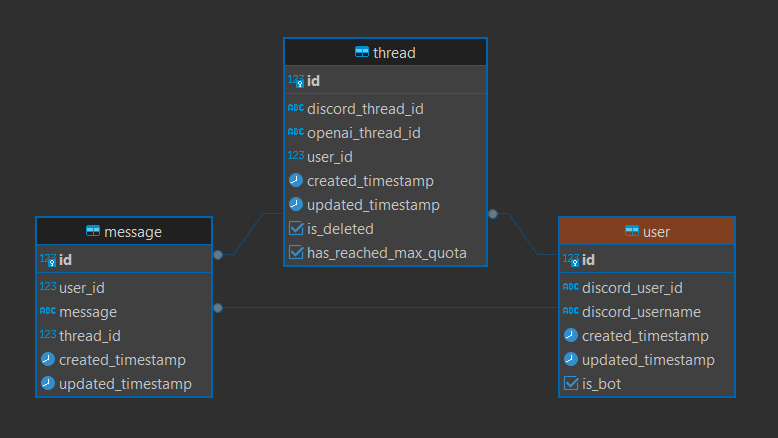 thread
123 id
ABC discord_thread_id
ABC openai_thread_id
123 user_id
created_timestamp
updated_timestamp
is_deleted
has_reached_max_quota
message
123 id
123 user_id
ABC message
123 thread_id
created_timestamp
updated_timestamp
user
123 id
ABC discord_user_id
ABC discord_username
created_timestamp
updated_timestamp
is_bot